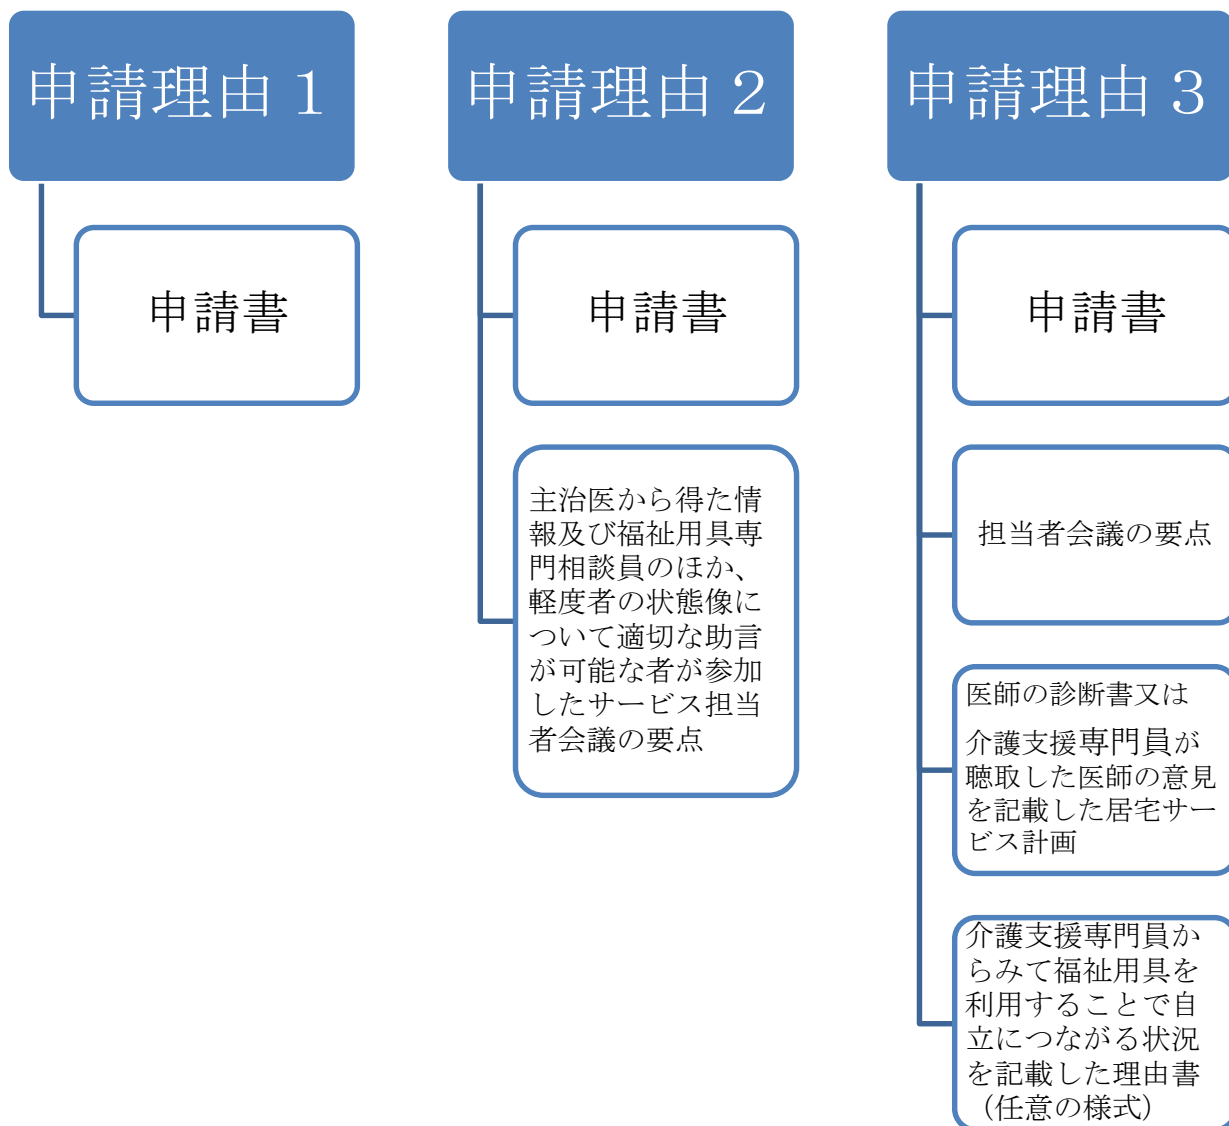 申請理由１
申請書
申請理由２
申請書
主治医から得た情
報及び福祉用具専
門相談員のほか、
軽度者の状態像に
ついて適切な助言
が可能な者が参加
したサービス担当
者会議の要点
申請理由３
申請書
担当者会議の要点
医師の診断書又は
介護支援専門員が
聴取した医師の意見
を記載した居宅サー
ビス計画
介護支援専門員か
らみて福祉用具を
利用することで自
立につながる状況
を記載した理由書
（任意の様式）